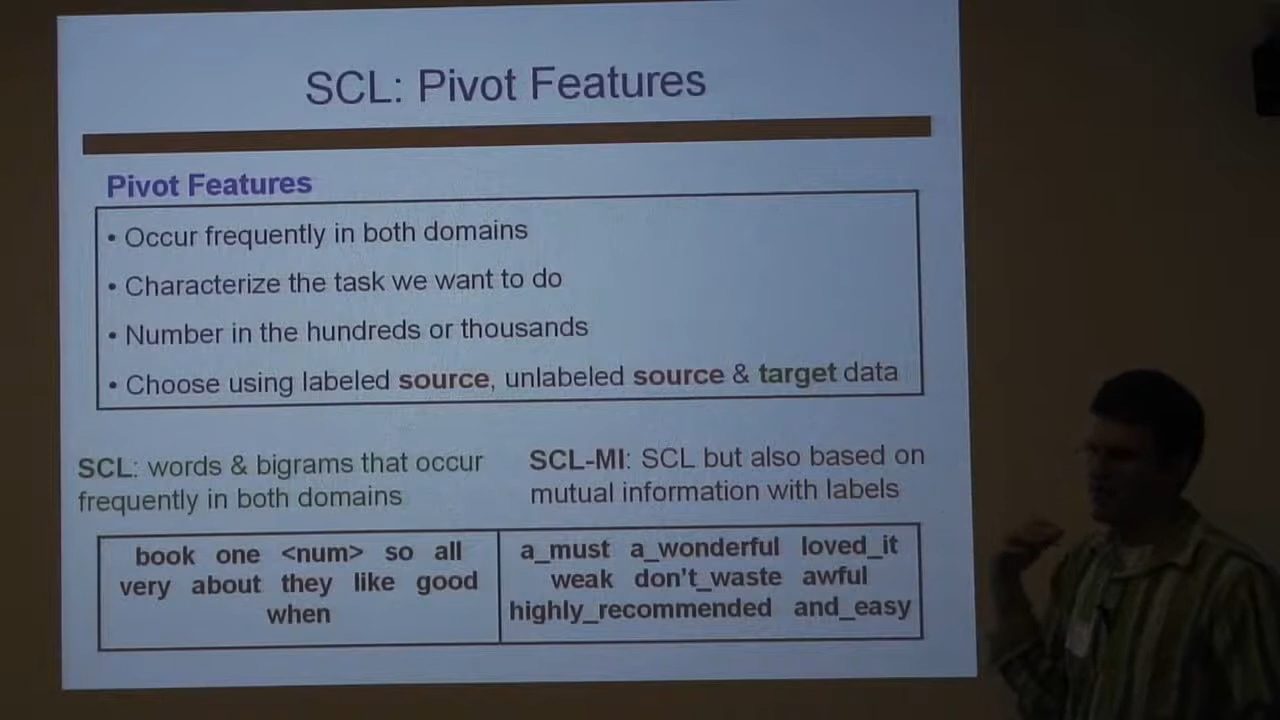 SCL: Pivot Features
Pivot Features
• Occur frequently in both domains
• Characterize the task we want to do
• Number in the hundreds or thousands
• Choose using labeled source, unlabeled source & target data
SCL: words & bigrams that occur
frequently in both domains
SCL-MI: SCL but also based on
mutual information with labels
book one <num> so all
very about they like good
when
a_must a_wonderful loved_it
weak don't_waste awful
highly_recommended and_easy